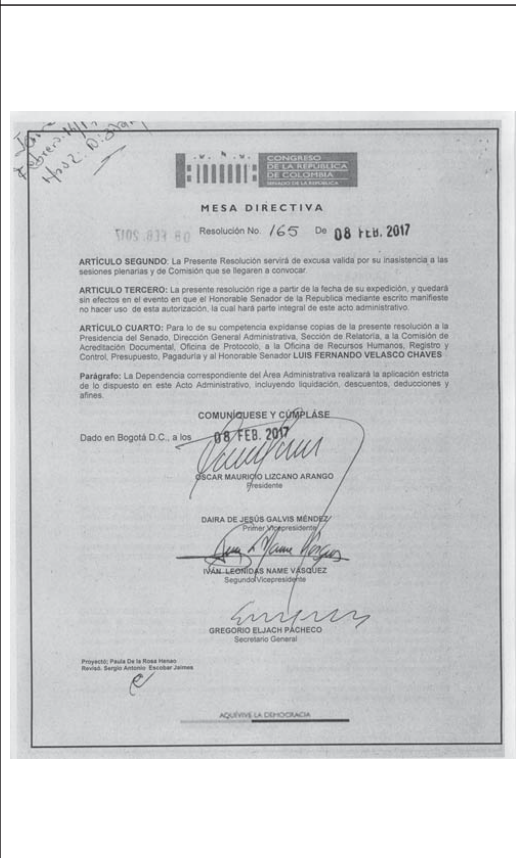 Febrero 14/17
CONGRESO
DE LA REPÚBLICA
DE COLOMBIA
SENADO DE LA REPÚBLICA
MESA DIRECTIVA
08 FEB. 2017 Resolución No. 165 De 08 FEB. 2017
ARTÍCULO SEGUNDO: La Presente Resolución servirá de excusa valida por su inasistencia a las
sesiones plenarias y de Comisión que se llegaren a convocar.
ARTÍCULO TERCERO: La presente resolución rige a partir de la fecha de su expedición, y quedará
sin efectos en el evento en que el Honorable Senador de la Republica mediante escrito manifieste
no hacer uso de esta autorización, la cual hará parte integral de este acto administrativo.
ARTÍCULO CUARTO: Para lo de su competencia expídanse copias de la presente resolución a la
Presidencia del Senado, Dirección General Administrativa, Sección de Relatoría, a la Comisión de
Acreditación Documental, Oficina de Protocolo, a la Oficina de Recursos Humanos, Registro y
Control, Presupuesto, Pagaduría y al Honorable Senador LUIS FERNANDO VELASCO CHAVES
Parágrafo: La Dependencia correspondiente del Área Administrativa realizará la aplicación estricta
de lo dispuesto en este Acto Administrativo, incluyendo liquidación, descuentos, deducciones y
afines.
COMUNÍQUESE Y CÚMPLASE
Dado en Bogotá D.C., a los 08 FEB. 2017
OSCAR MAURICIO LIZCANO ARANGO
Presidente
DAIRA DE JESÚS GALVIS MÉNDEZ
Primer Vicepresidente
IVÁN LEONIDAS NAME VÁSQUEZ
Segundo Vicepresidente
GREGORIO ELJACH PACHECO
Secretario General
Proyectó: Paula De la Rosa Henao
Revisó: Sergio Antonio Escobar Jaimes
AQUÍVIVE LA DEMOCRACIA